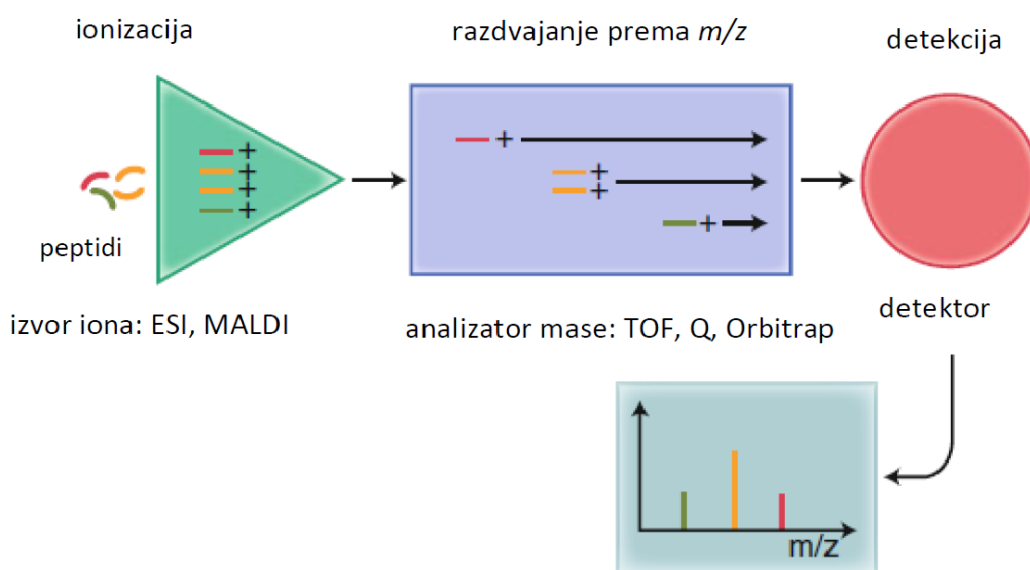 ionizacija
razdvajanje prema m/z
detekcija
+
+
+
+
+
+
+
+
peptidi
izvor iona: ESI, MALDI
analizator mase: TOF, Q, Orbitrap
detektor
m/z